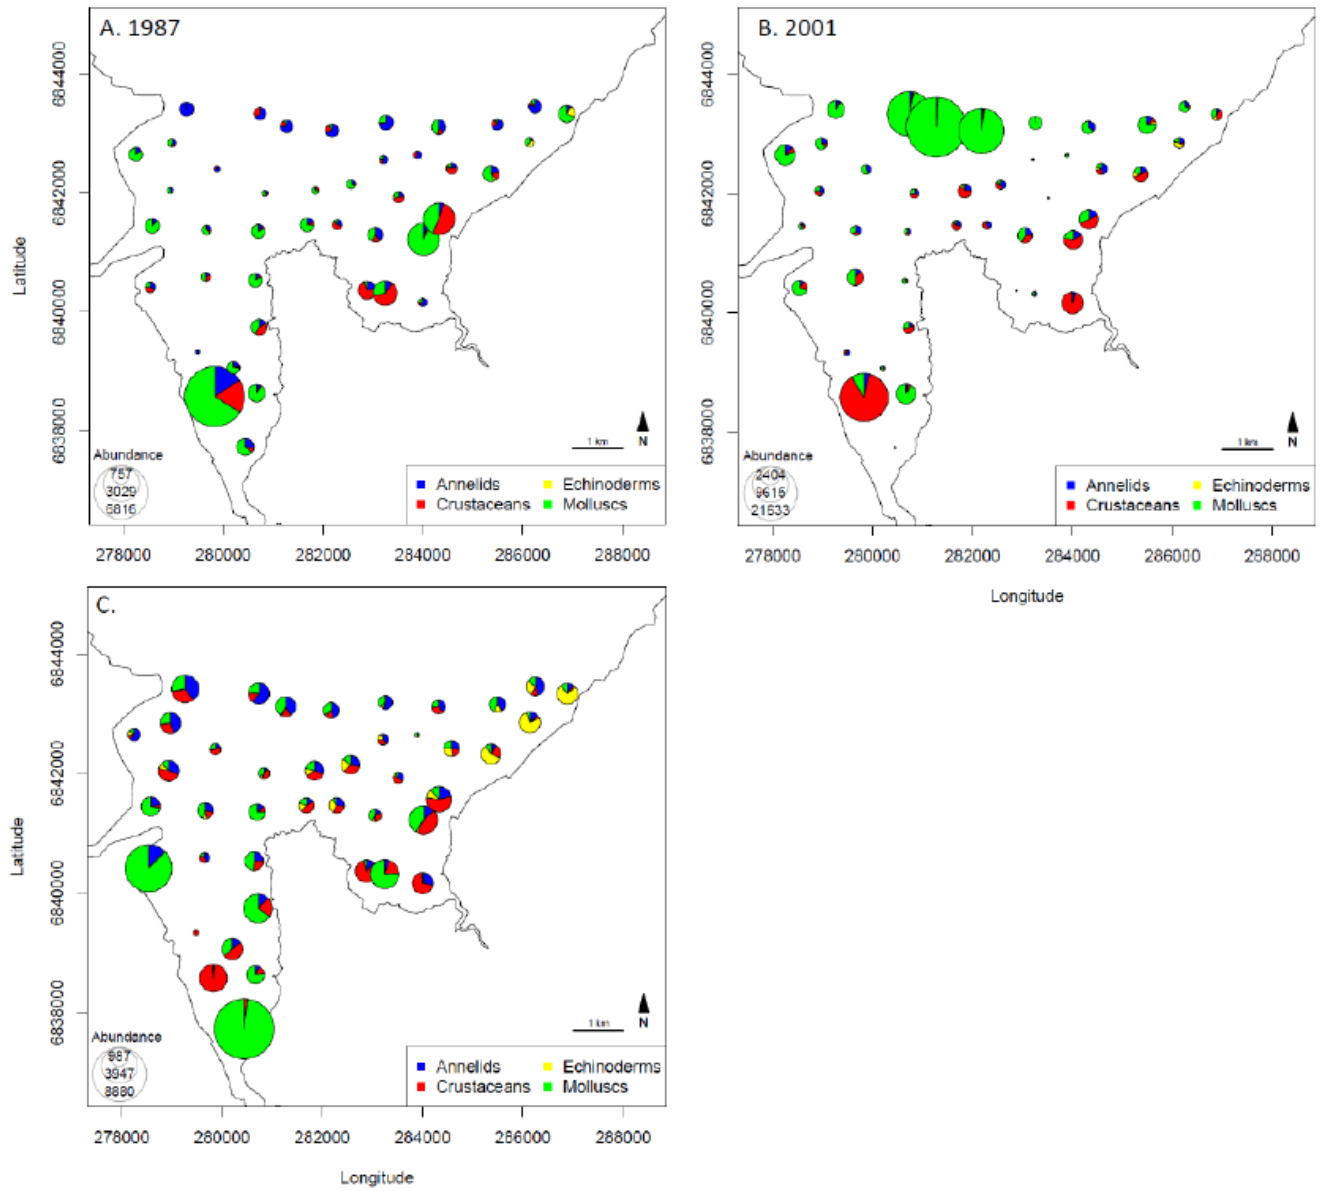 A. 1987
Latitude
6844000
6842000
6840000
6838000
Abundance
757
3029
6816
1 km
N
Annelids
Echinoderms
Crustaceans
Molluscs
278000 280000 282000 284000 286000 288000
B. 2001
6844000
6842000
6840000
6838000
Abundance
2404
9615
21633
1 km
N
Annelids
Echinoderms
Crustaceans
Molluscs
278000 280000 282000 284000 286000 288000
Longitude
C.
Latitude
6844000
6842000
6840000
6838000
Abundance
987
3947
8880
1 km
N
Annelids
Echinoderms
Crustaceans
Molluscs
278000 280000 282000 284000 286000 288000
Longitude